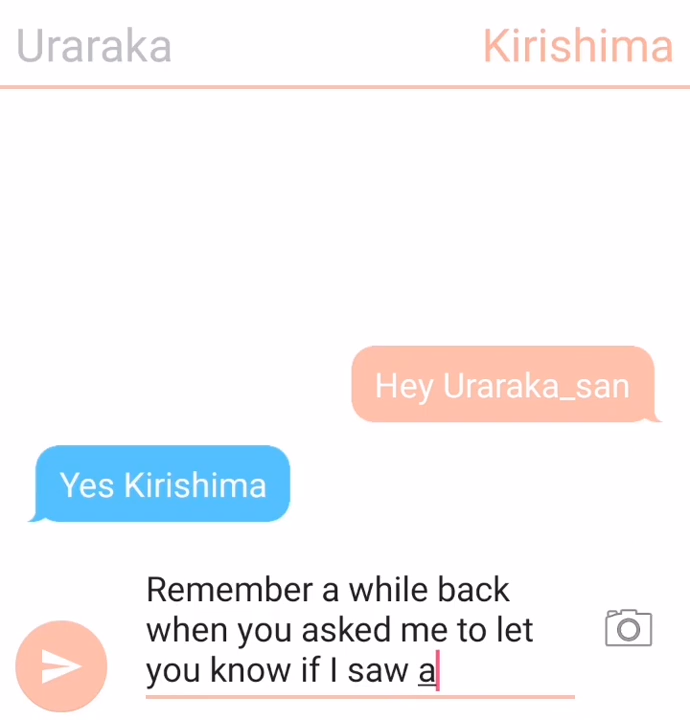 Uraraka
Kirishima
Hey Uraraka_san
Yes Kirishima
Remember a while back
when you asked me to let
you know if I saw a